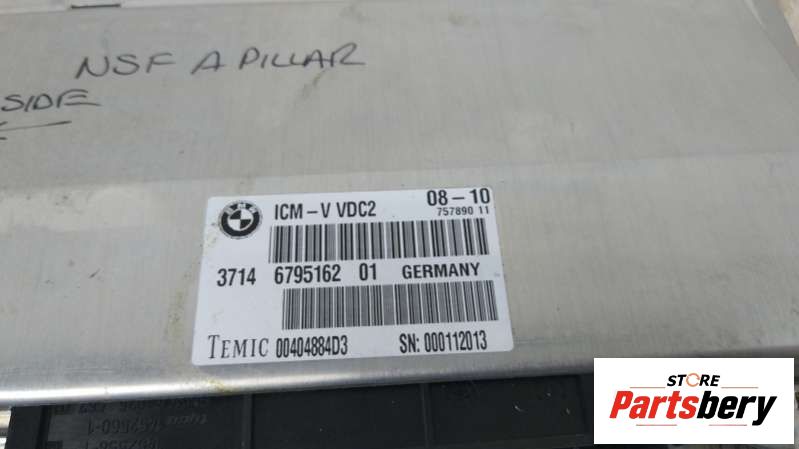 NSF A PILLAR
SIDE
BMW
ICM-V VDC2
08-10
757890 11
3714 6795162 01 GERMANY
TEMIC 00404884D3 SN: 000112013
STORE
Partsbery